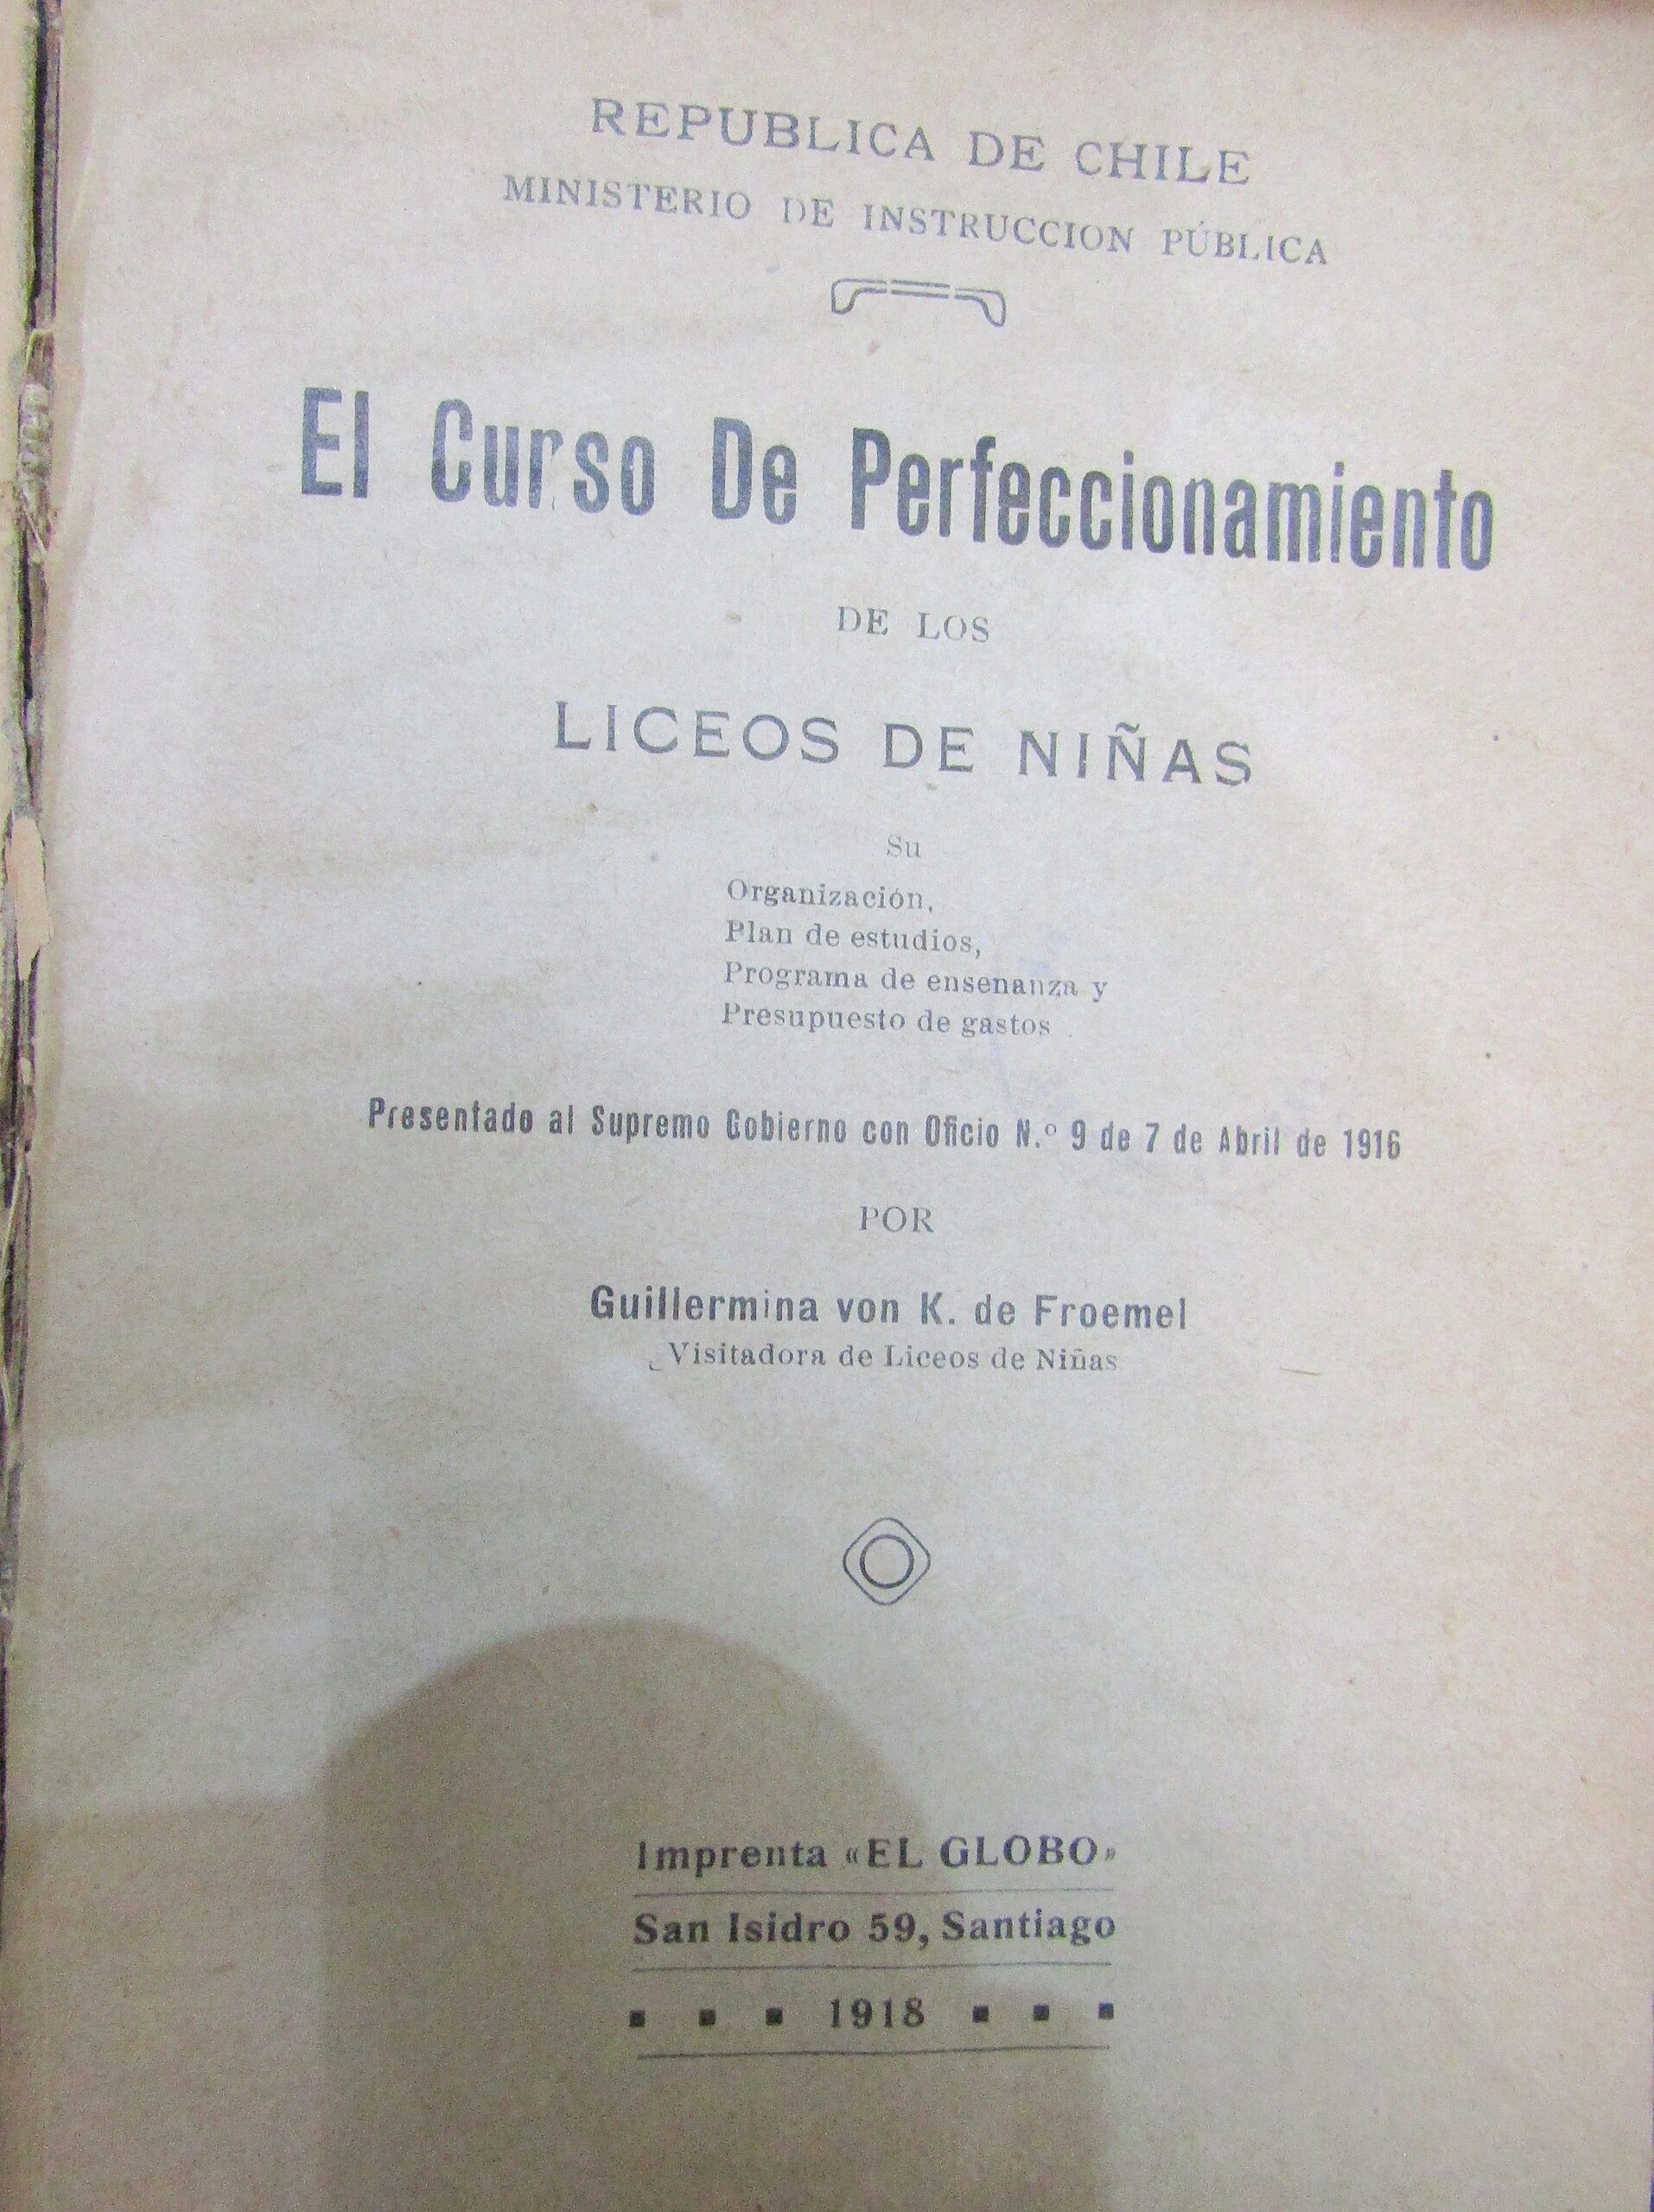 REPUBLICA DE CHILE
MINISTERIO DE INSTRUCCION PÚBLICA
El Curso De Perfeccionamiento
DE LOS
LICEOS DE NIÑAS
Su
Organización,
Plan de estudios,
Programa de ensenanza y
Presupuesto de gastos
Presentado al Supremo Gobierno con Oficio N.º 9 de 7 de Abril de 1916
POR
Guillermina von K. de Froemel
Visitadora de Liceos de Niñas
Imprenta «EL GLOBO»
San Isidro 59, Santiago
1918